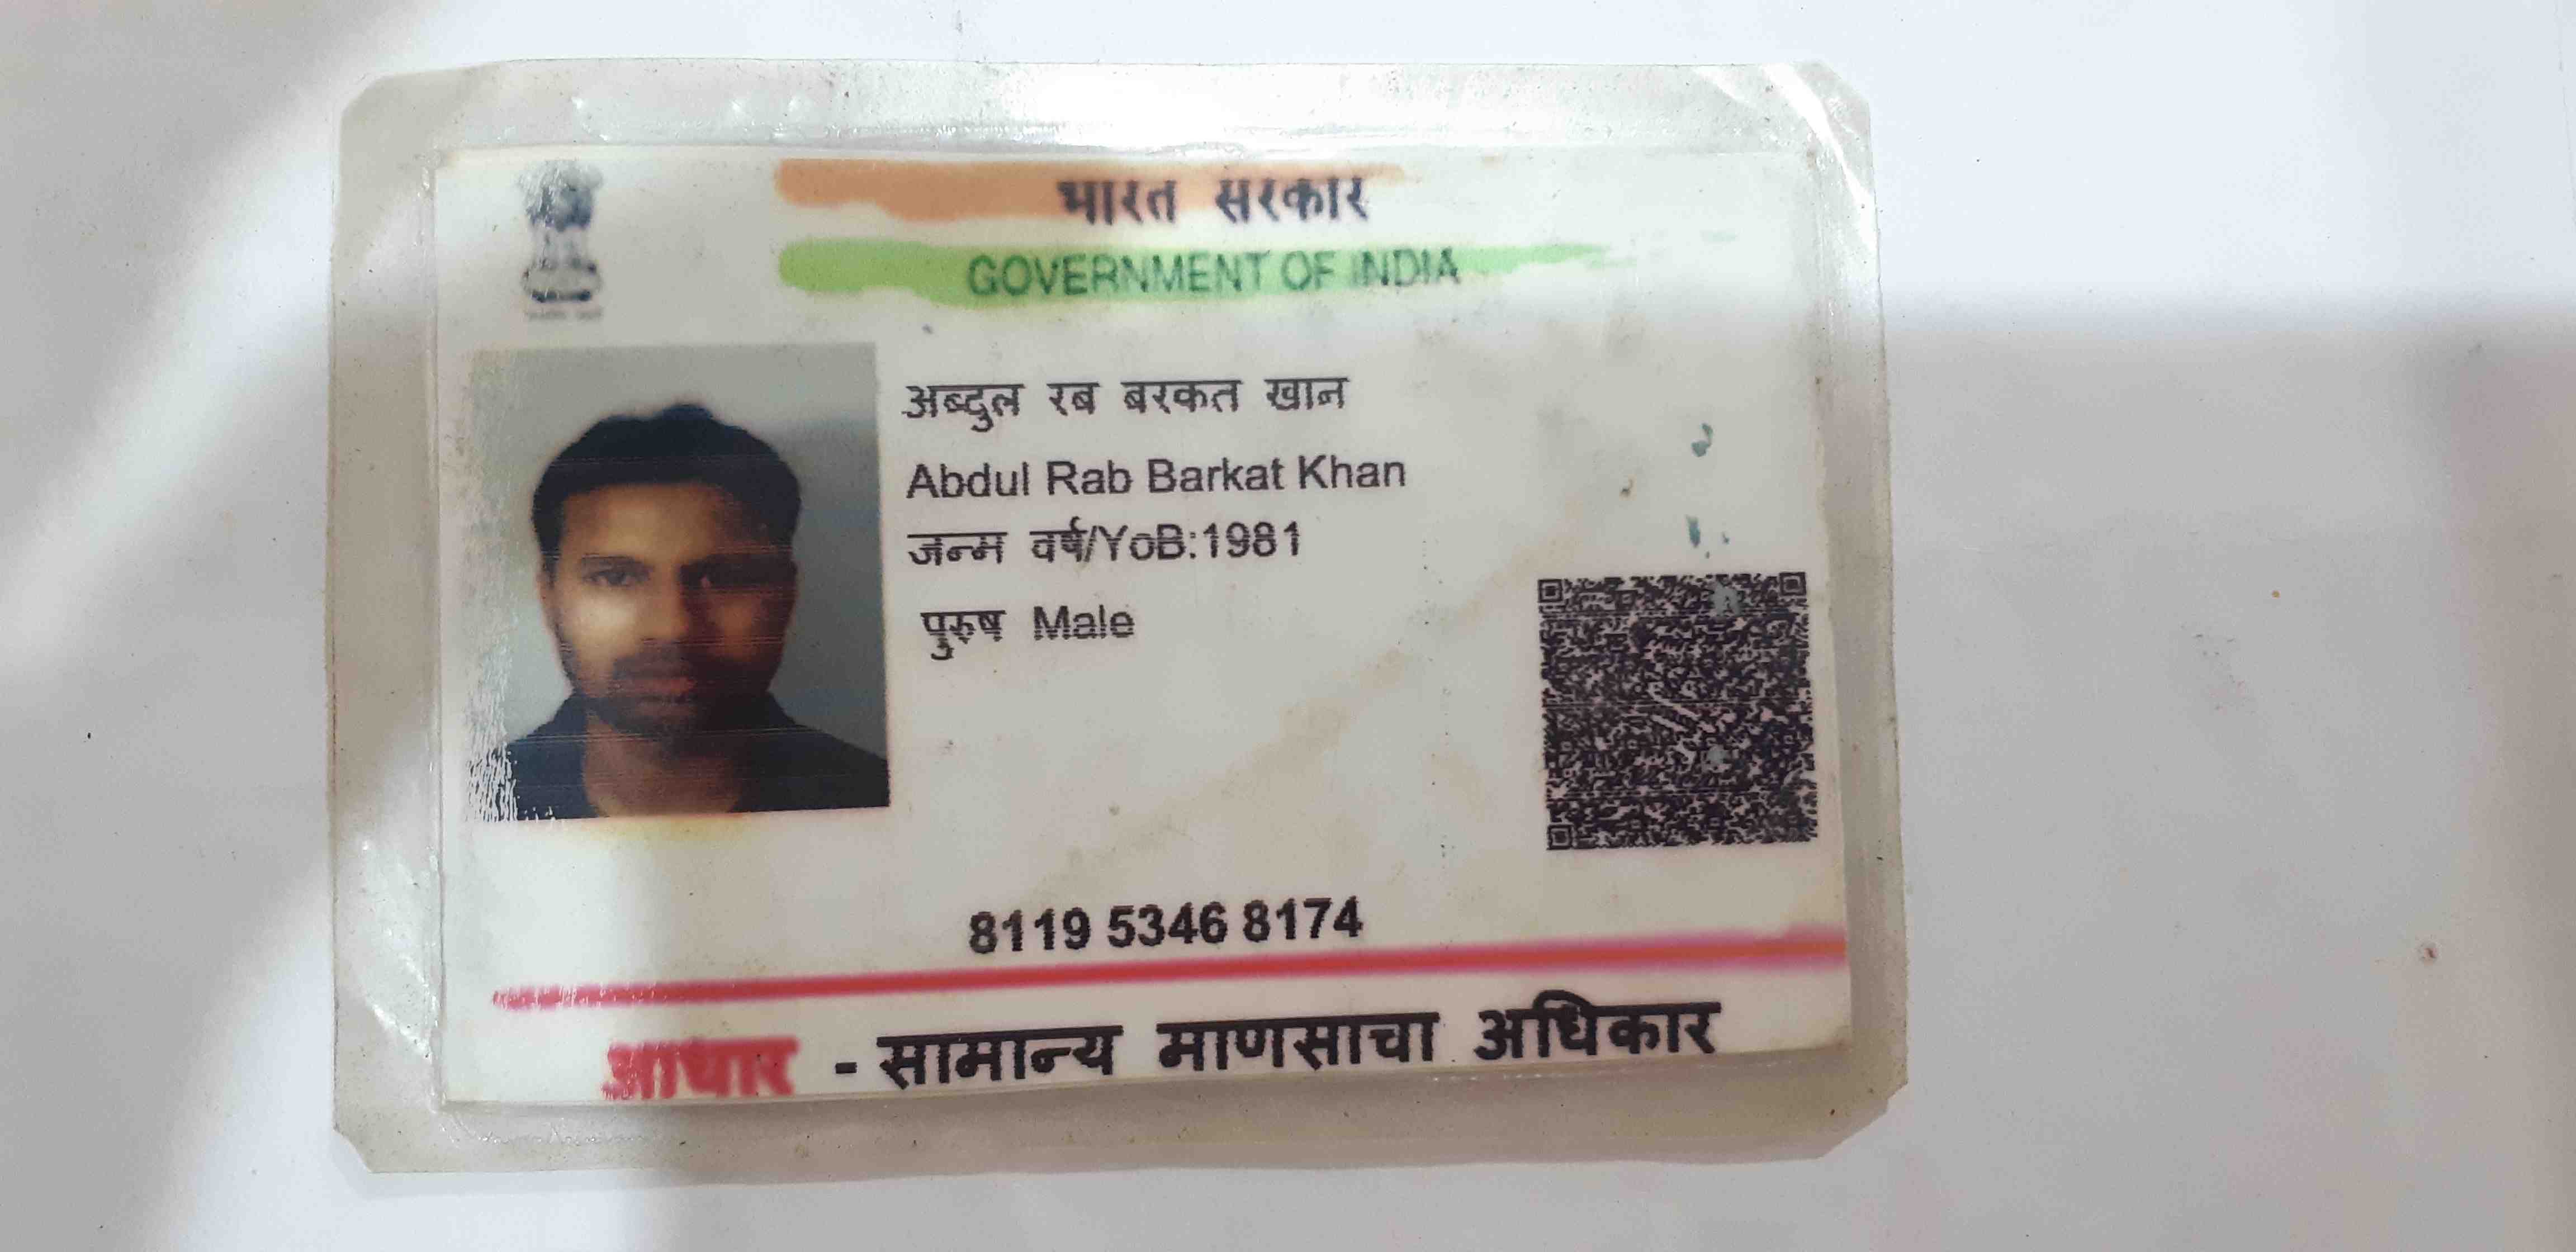 भारत सरकार
GOVERNMENT OF INDIA
अब्दुल रब बरकत खान
Abdul Rab Barkat Khan
जन्म वर्ष/YoB:1981
पुरुष Male
8119 5346 8174
आधार - सामान्य माणसाचा अधिकार